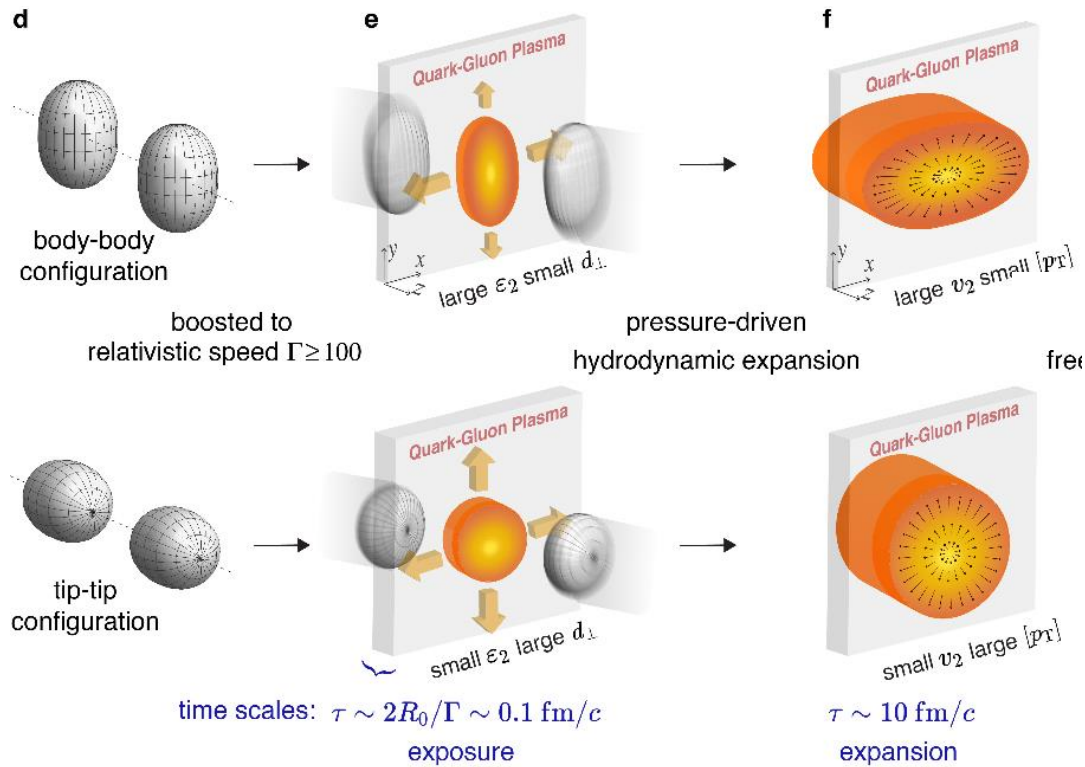 d
e
f
Quark-Gluon Plasma
Quark-Gluon Plasma
body-body
configuration
y
x
z
large ε₂ small d⊥
y
x
z
large v₂ small [pT]
boosted to
relativistic speed Γ≥100
pressure-driven
hydrodynamic expansion
free
Quark-Gluon Plasma
Quark-Gluon Plasma
tip-tip
configuration
small ε₂ large d⊥
small v₂ large [pT]
time scales: τ ∼ 2R₀/Γ ∼ 0.1 fm/c
τ ∼ 10 fm/c
exposure
expansion